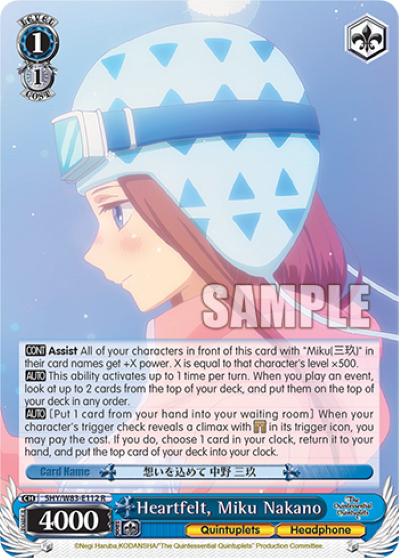 LEVEL
1
1
COST
SAMPLE
CONT Assist All of your characters in front of this card with "Miku(三玖)" in
their card names get +X power. X is equal to that character's level ×500.
AUTO This ability activates up to 1 time per turn. When you play an event,
look at up to 2 cards from the top of your deck, and put them on the top of
your deck in any order.
AUTO [Put 1 card from your hand into your waiting room] When your
character's trigger check reveals a climax with in its trigger icon, you
may pay the cost. If you do, choose 1 card in your clock, return it to your
hand, and put the top card of your deck into your clock.
Card Name
想いを込めて 中野 三玖
CH
5HY/W83-E112 R
POWER
4000
Heartfelt, Miku Nakano
The Quintessential Quintuplets
Quintuplets
Headphone
©Negi Haruba,KODANSHA/"The Quintessential Quintuplets" Production Committee.